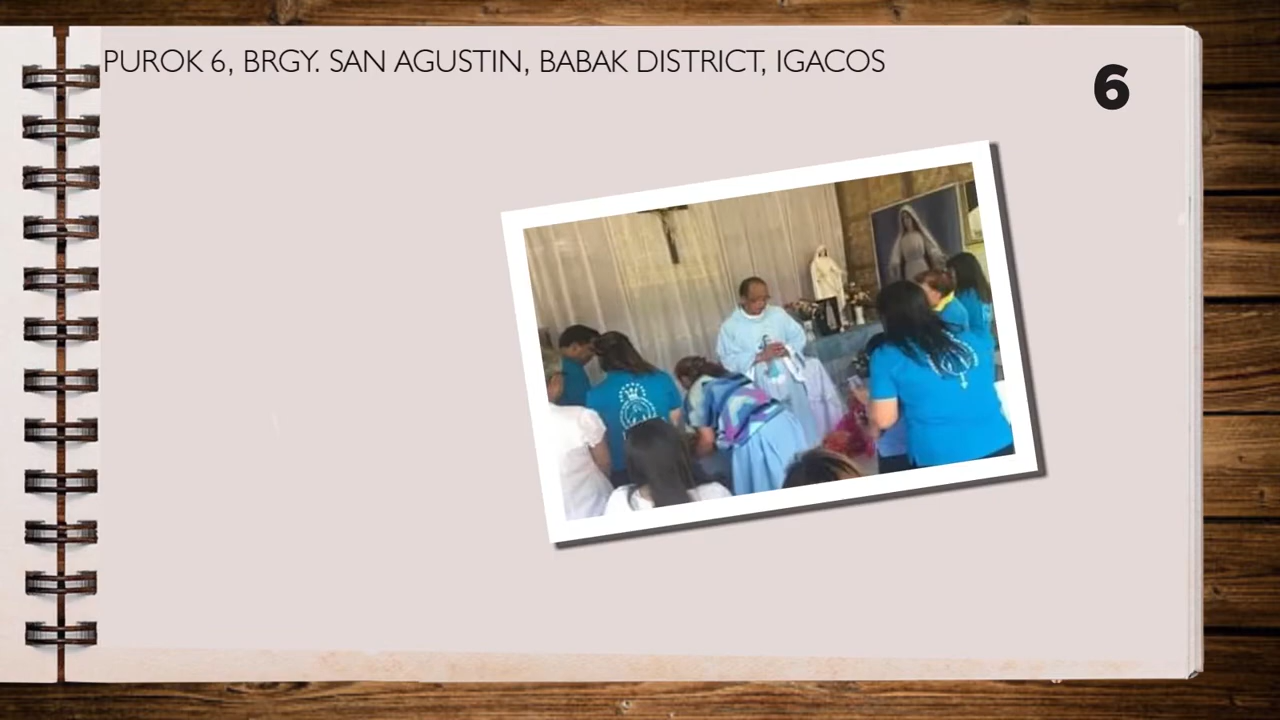 PUROK 6, BRGY. SAN AGUSTIN, BABAK DISTRICT, IGACOS
6